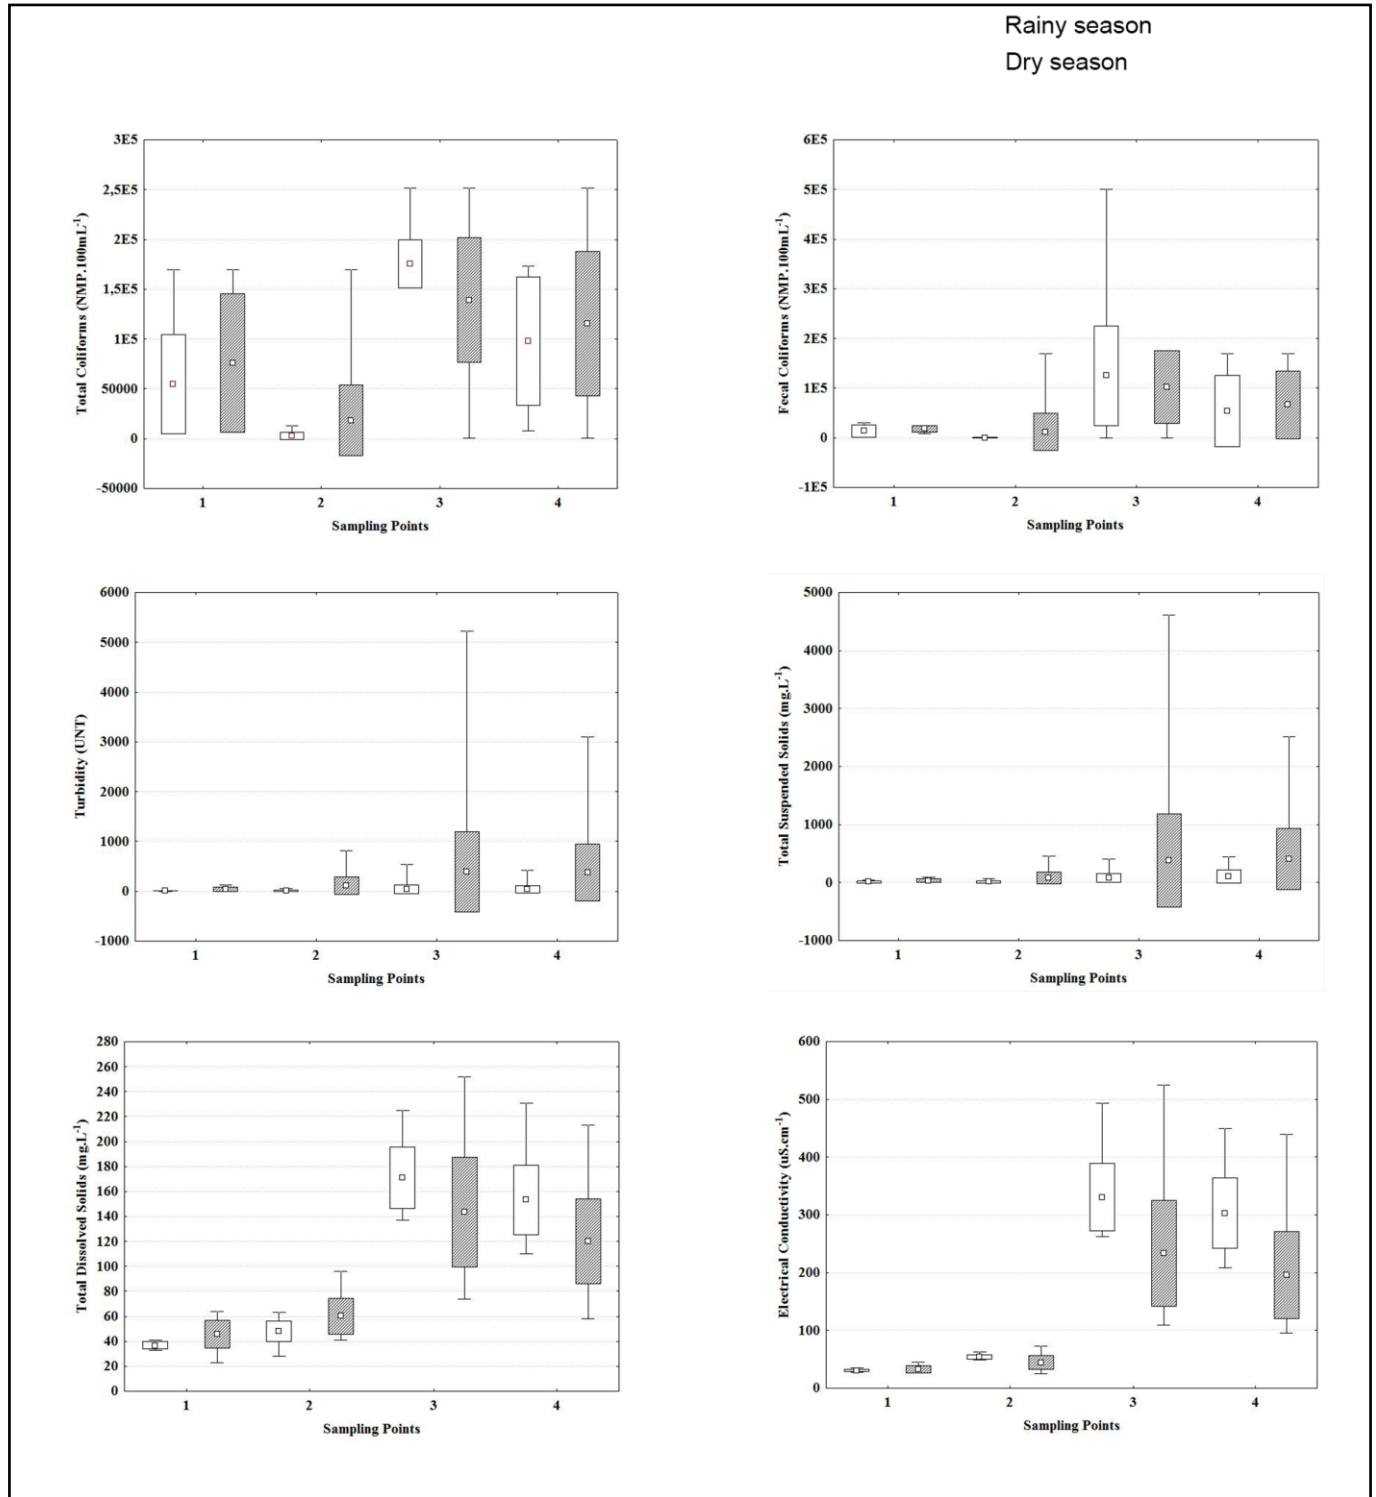 Rainy season
Dry season
3E5
2,5E5
2E5
1,5E5
1E5
50000
0
-50000
Total Coliforms (NMP.100mL⁻¹)
1 2 3 4
Sampling Points
6E5
5E5
4E5
3E5
2E5
1E5
0
-1E5
Fecal Coliforms (NMP.100mL⁻¹)
1 2 3 4
Sampling Points
6000
5000
4000
3000
2000
1000
0
-1000
Turbidity (UNT)
1 2 3 4
Sampling Points
5000
4000
3000
2000
1000
0
-1000
Total Suspended Solids (mg.L⁻¹)
1 2 3 4
Sampling Points
280
260
240
220
200
180
160
140
120
100
80
60
40
20
0
Total Dissolved Solids (mg.L⁻¹)
1 2 3 4
Sampling Points
600
500
400
300
200
100
0
Electrical Conductivity (uS.cm⁻¹)
1 2 3 4
Sampling Points